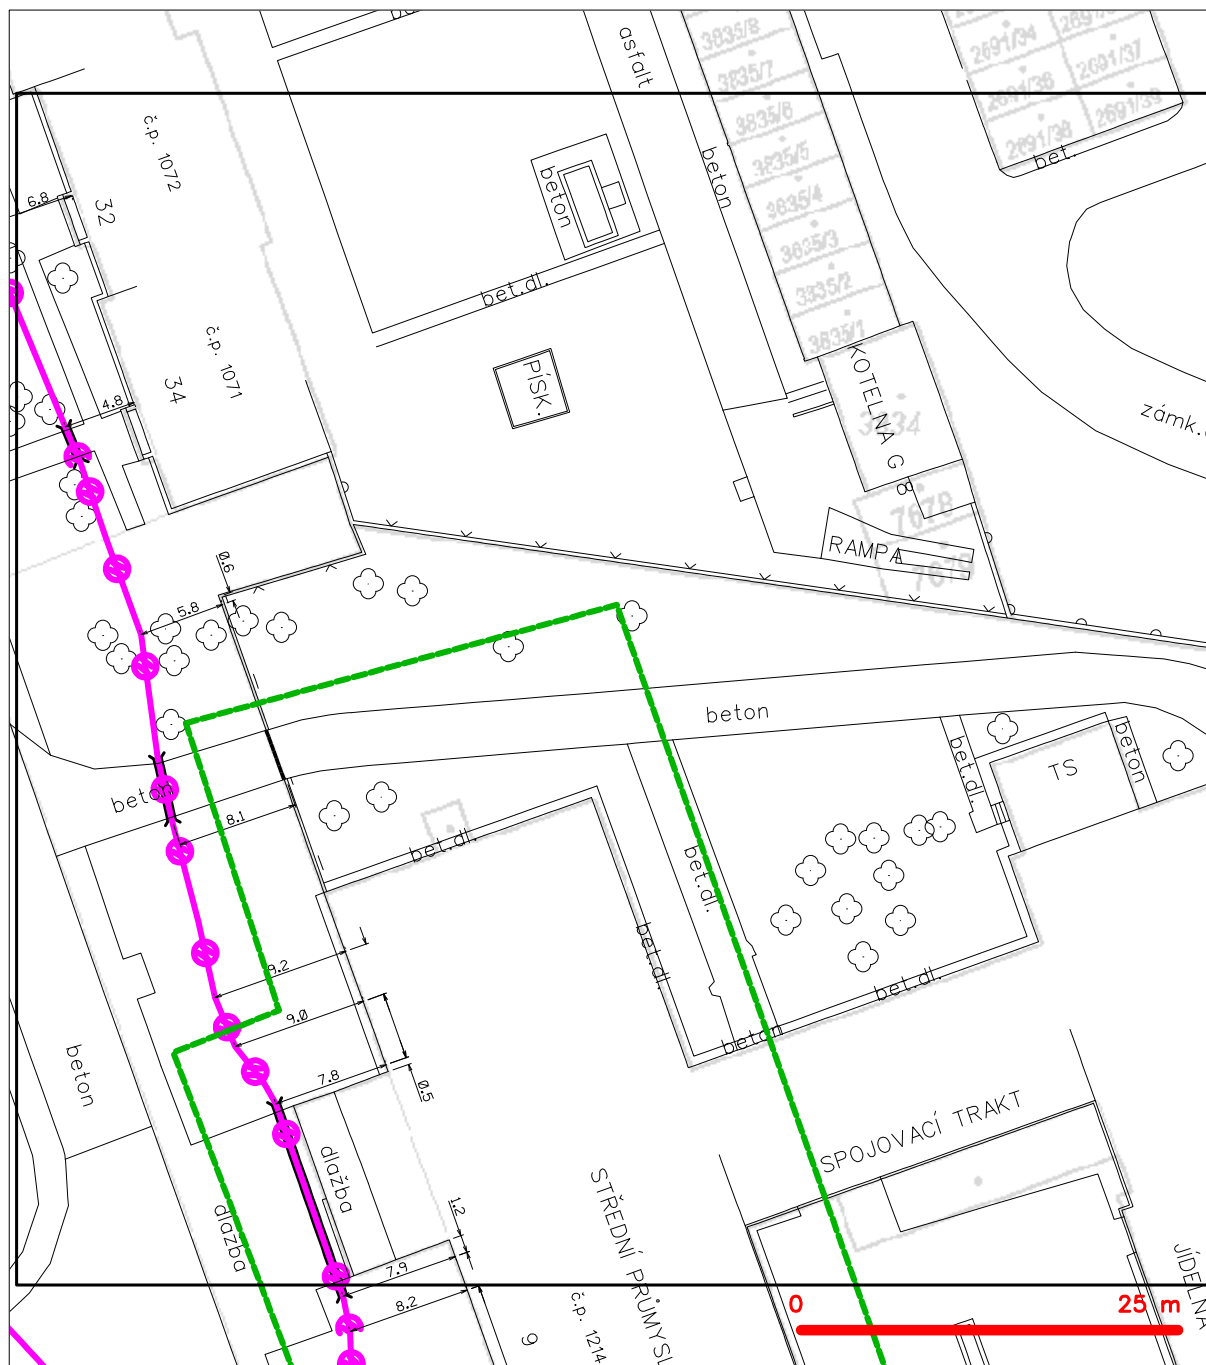 asfalt
3835/8
3835/7
3835/6
3835/5
3835/4
3635/3
3835/2
3835/1
2691/34
2691/37
2691/36
2691/39
2691/38
bet.
č.p. 1072
32
6.8
beton
beton
bet.dl.
č.p. 1071
34
4.8
PÍSK.
KOTELNA G 8
3834
zámk.
7678
RAMPA
7679
0.6
5.8
beton
beton
8.1
bet.dl.
bet.dl.
bet.dl.
TS
beton
bet.dl.
bet.dl.
beton
9.2
9.0
7.8
0.5
beton
dlažba
dlažba
1.2
7.9
8.2
SPOJOVACÍ TRAKT
STŘEDNÍ PRŮMYSL
č.p. 1214
9
JÍDELNA
0 25 m